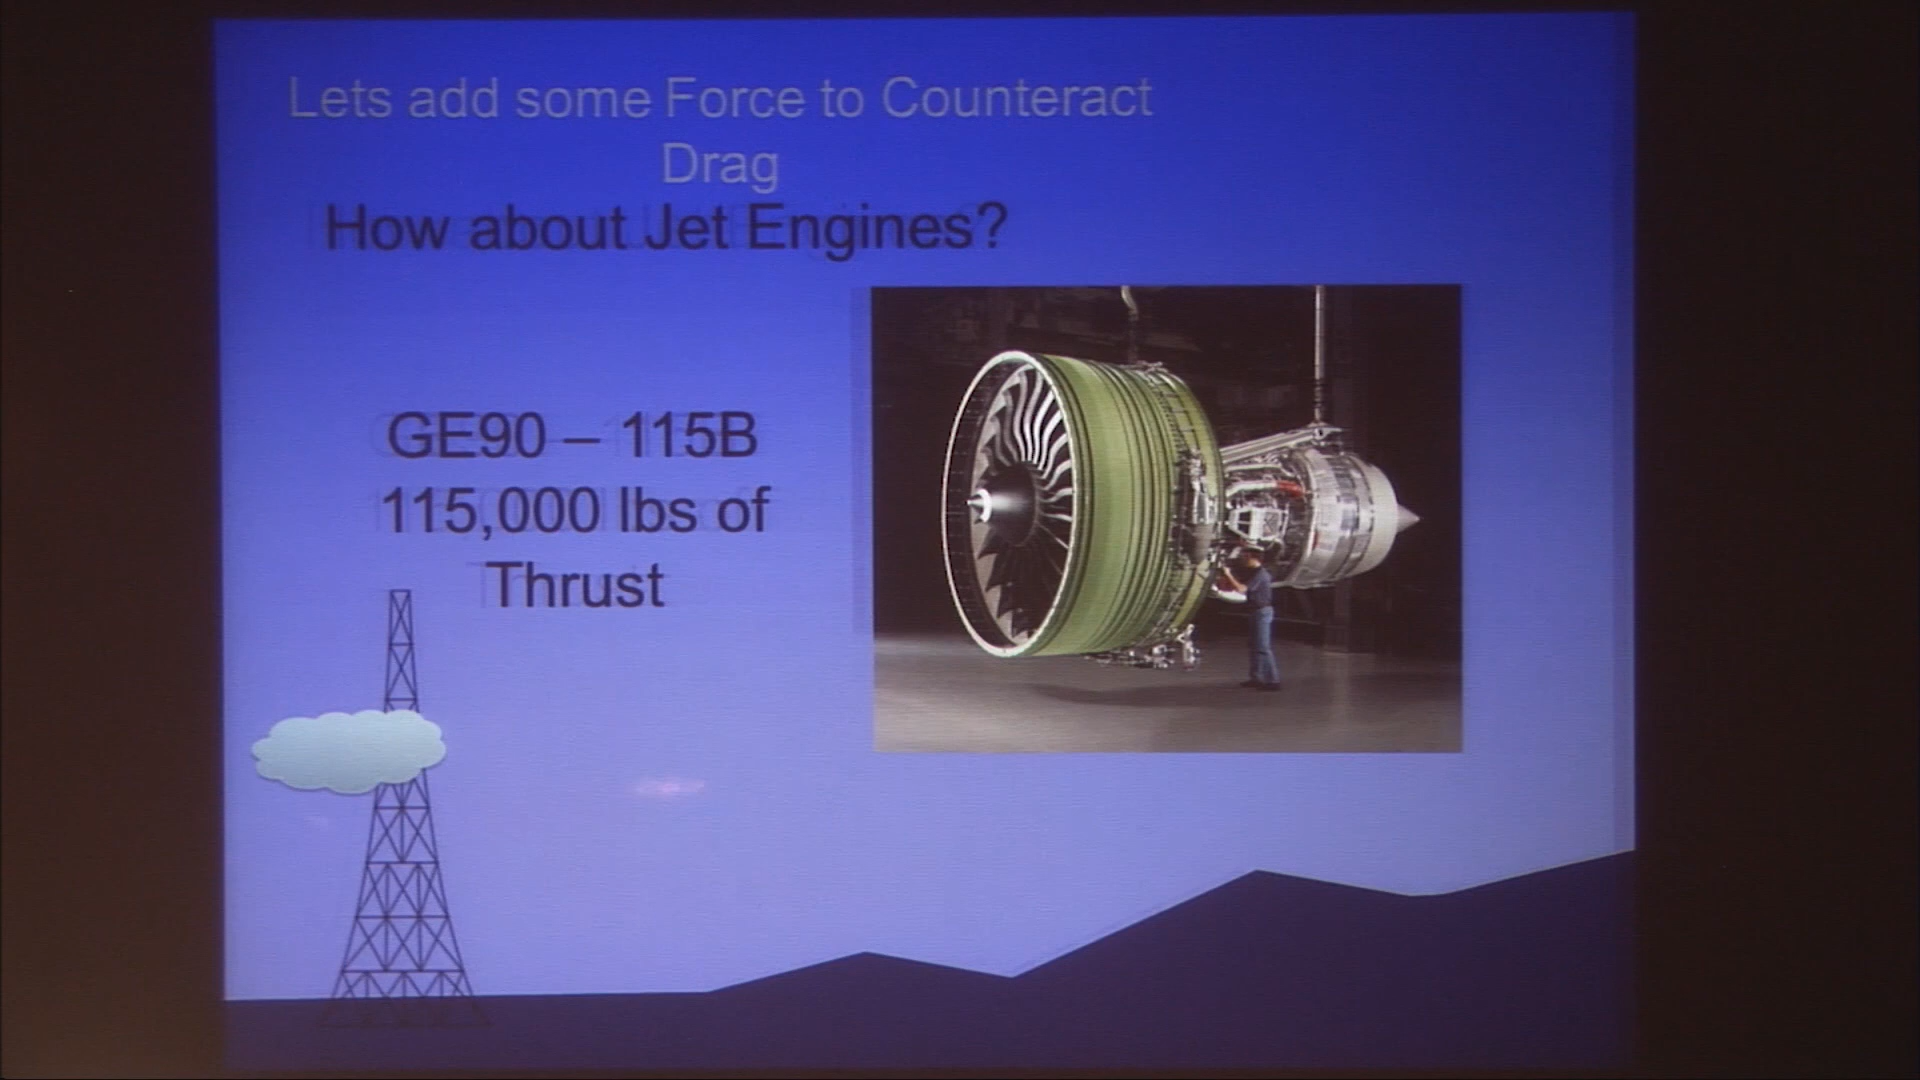 Lets add some Force to Counteract
Drag
How about Jet Engines?
GE90 – 115B
115,000 lbs of
Thrust